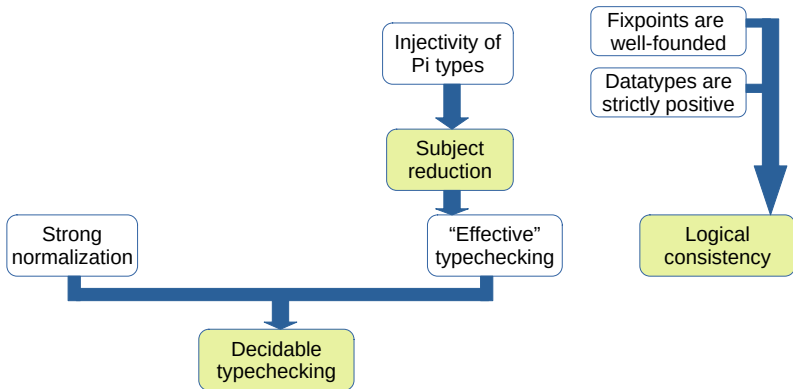 Injectivity of
Pi types
Fixpoints are
well-founded
Datatypes are
strictly positive
Subject
reduction
Strong
normalization
“Effective”
typechecking
Logical
consistency
Decidable
typechecking